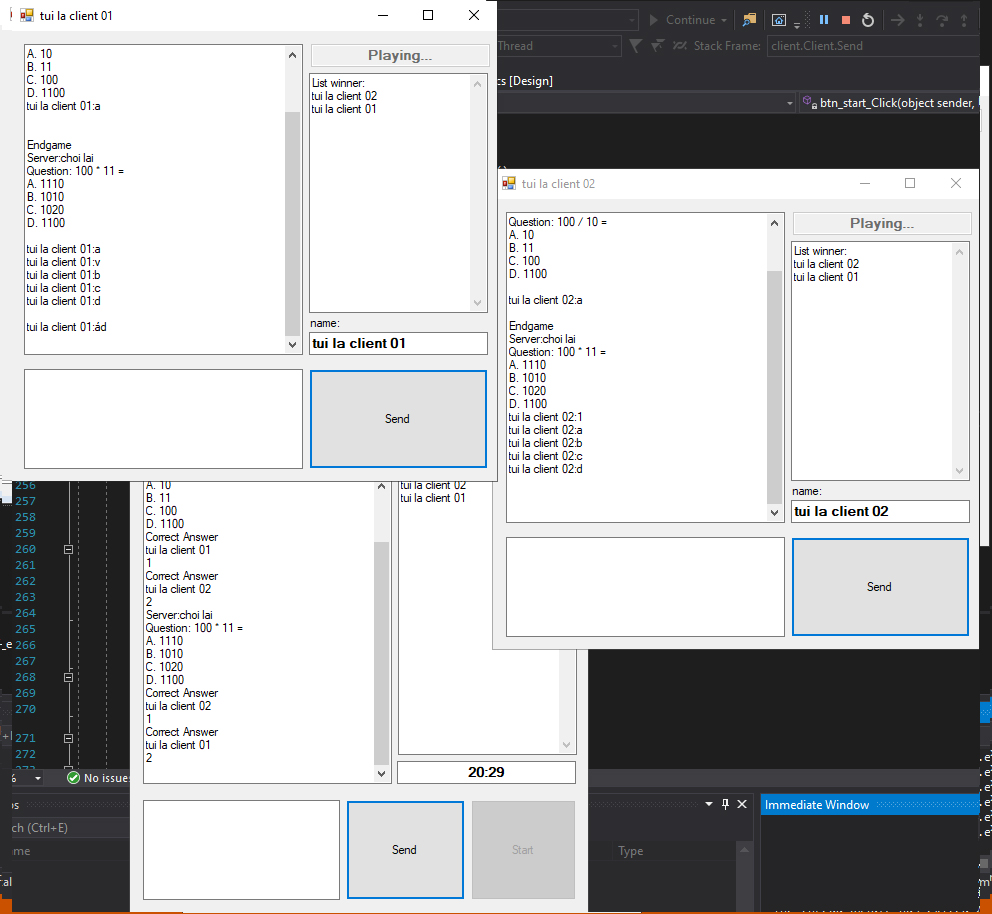 tui la client 01
A. 10
B. 11
C. 100
D. 1100
tui la client 01:a
Endgame
Server:choi lai
Question: 100 * 11 =
A. 1110
B. 1010
C. 1020
D. 1100
tui la client 01:a
tui la client 01:v
tui la client 01:b
tui la client 01:c
tui la client 01:d
tui la client 01:ád
Playing...
List winner:
tui la client 02
tui la client 01
name:
tui la client 01
Send
Continue
Thread
Stack Frame:
client.Client.Send
cs [Design]
btn_start_Click(object sender,
tui la client 02
Question: 100 / 10 =
A. 10
B. 11
C. 100
D. 1100
tui la client 02:a
Endgame
Server:choi lai
Question: 100 * 11 =
A. 1110
B. 1010
C. 1020
D. 1100
tui la client 02:1
tui la client 02:a
tui la client 02:b
tui la client 02:c
tui la client 02:d
Playing...
List winner:
tui la client 02
tui la client 01
name:
tui la client 02
Send
256
257
258
259
260
261
262
263
264
265
266
267
268
269
270
271
272
A. 10
B. 11
C. 100
D. 1100
Correct Answer
tui la client 01
1
Correct Answer
tui la client 02
2
Server:choi lai
Question: 100 * 11 =
A. 1110
B. 1010
C. 1020
D. 1100
Correct Answer
tui la client 02
1
Correct Answer
tui la client 01
2
tui la client 02
tui la client 01
20:29
Send
Start
No issues
ch (Ctrl+E)
Type
Immediate Window